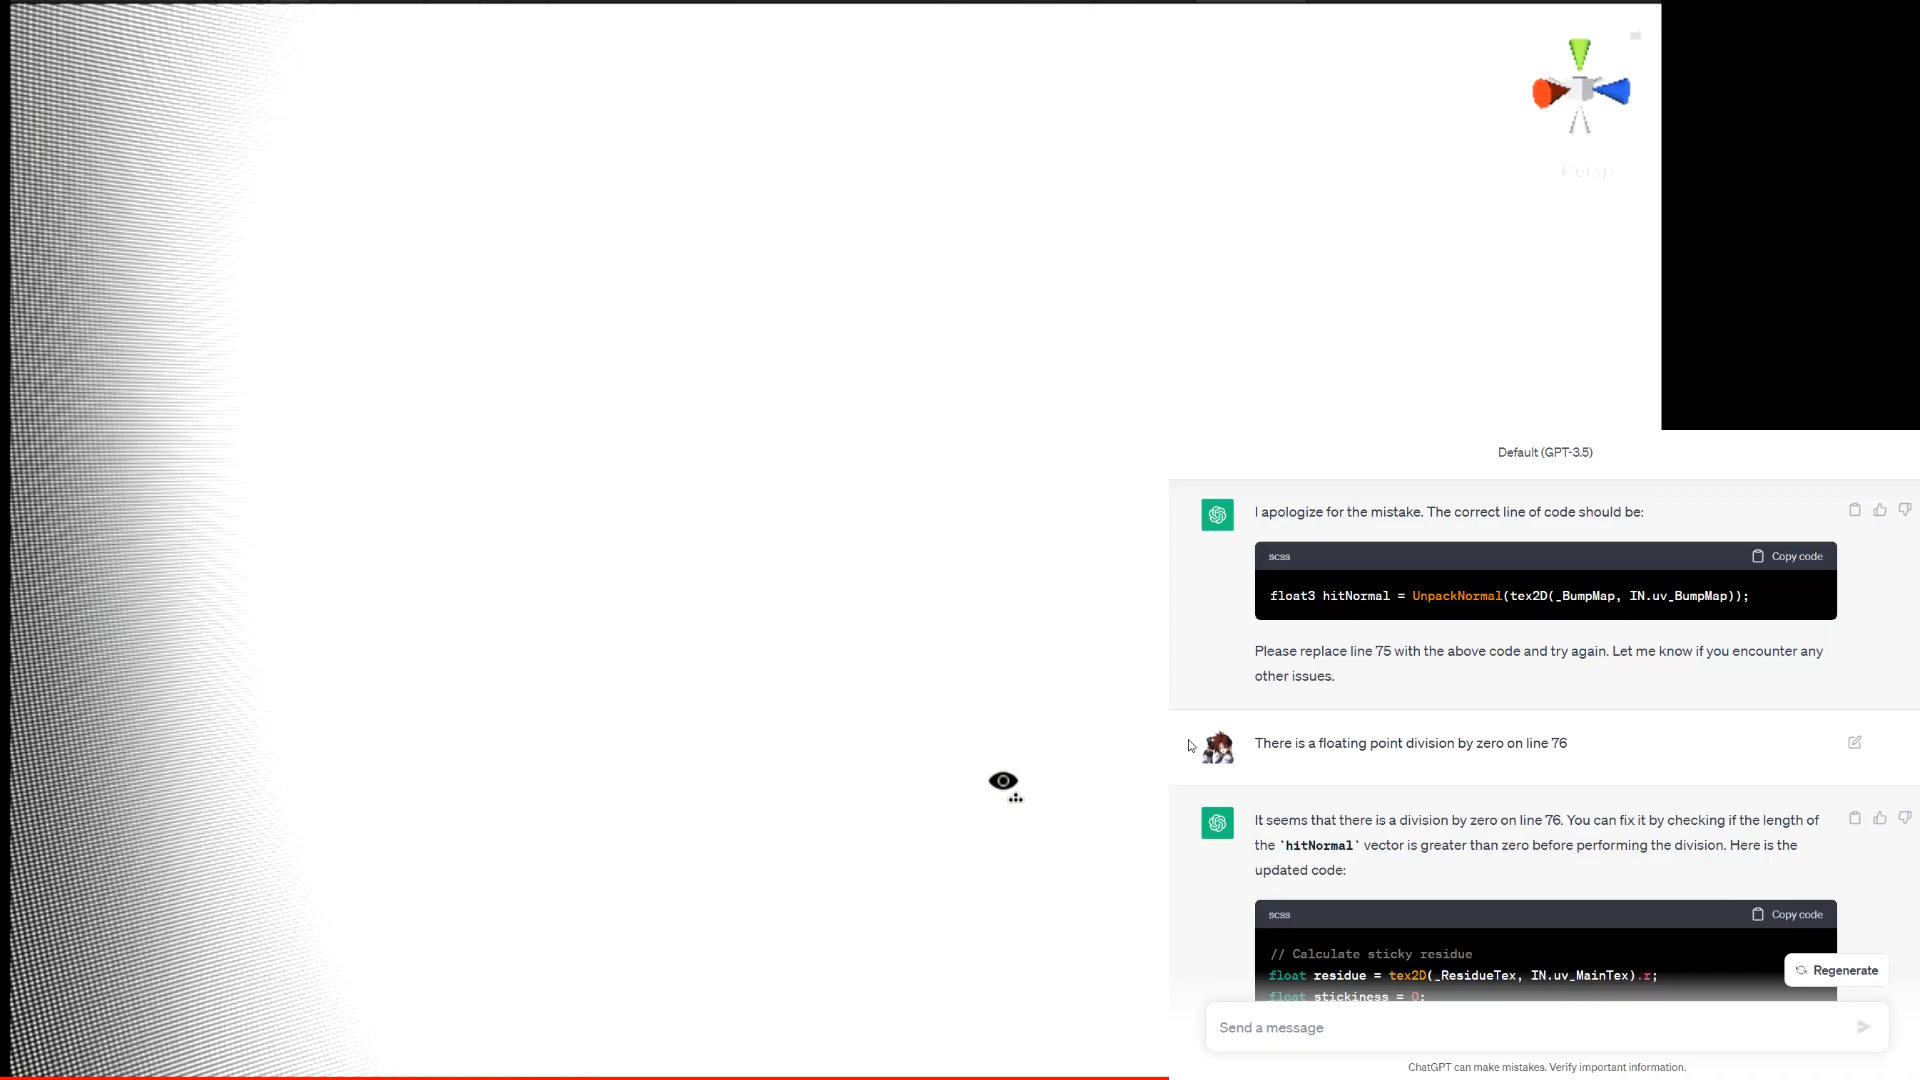 Persp
Default (GPT-3.5)
I apologize for the mistake. The correct line of code should be:
scss
Copy code
float3 hitNormal = UnpackNormal(tex2D(_BumpMap, IN.uv_BumpMap));
Please replace line 75 with the above code and try again. Let me know if you encounter any
other issues.
There is a floating point division by zero on line 76
It seems that there is a division by zero on line 76. You can fix it by checking if the length of
the `hitNormal` vector is greater than zero before performing the division. Here is the
updated code:
scss
Copy code
// Calculate sticky residue
float residue = tex2D(_ResidueTex, IN.uv_MainTex).r;
float stickiness = 0;
Regenerate
Send a message
ChatGPT can make mistakes. Verify important information.